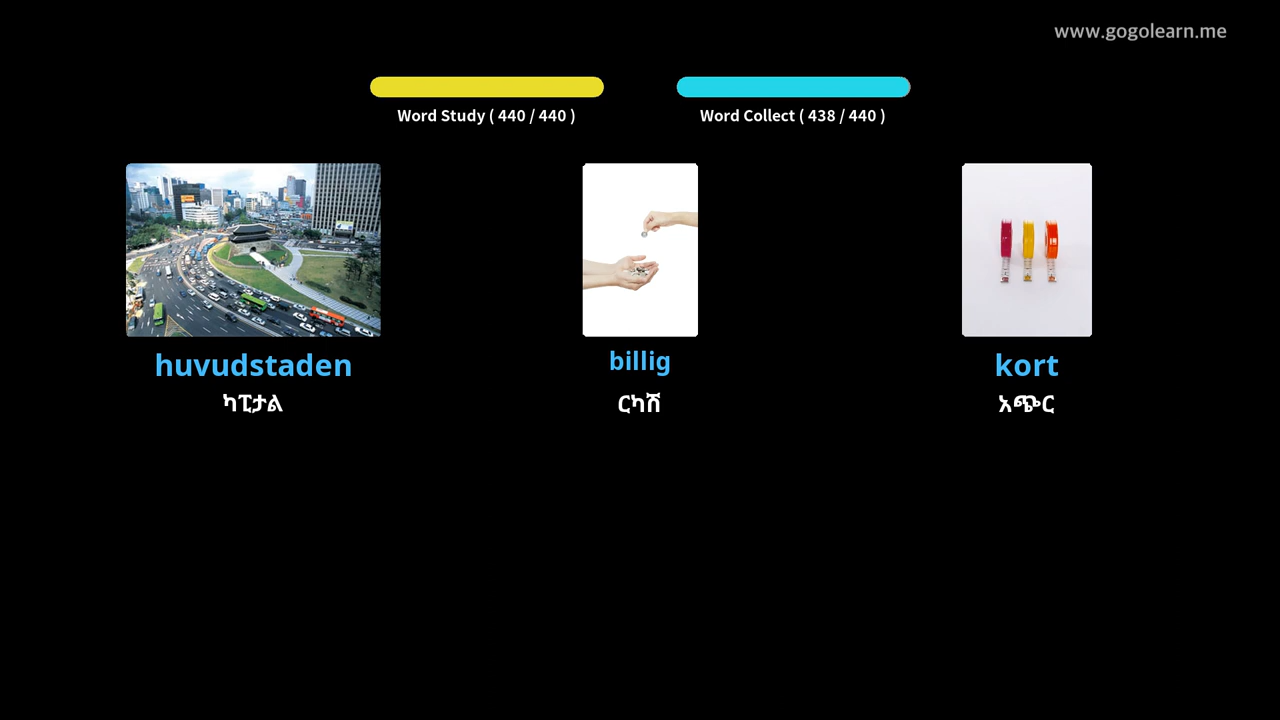 www.gogolearn.me
Word Study ( 440 / 440 )
Word Collect ( 438 / 440 )
huvudstaden
billig
kort
ካፒታል
ርካሽ
አጭር